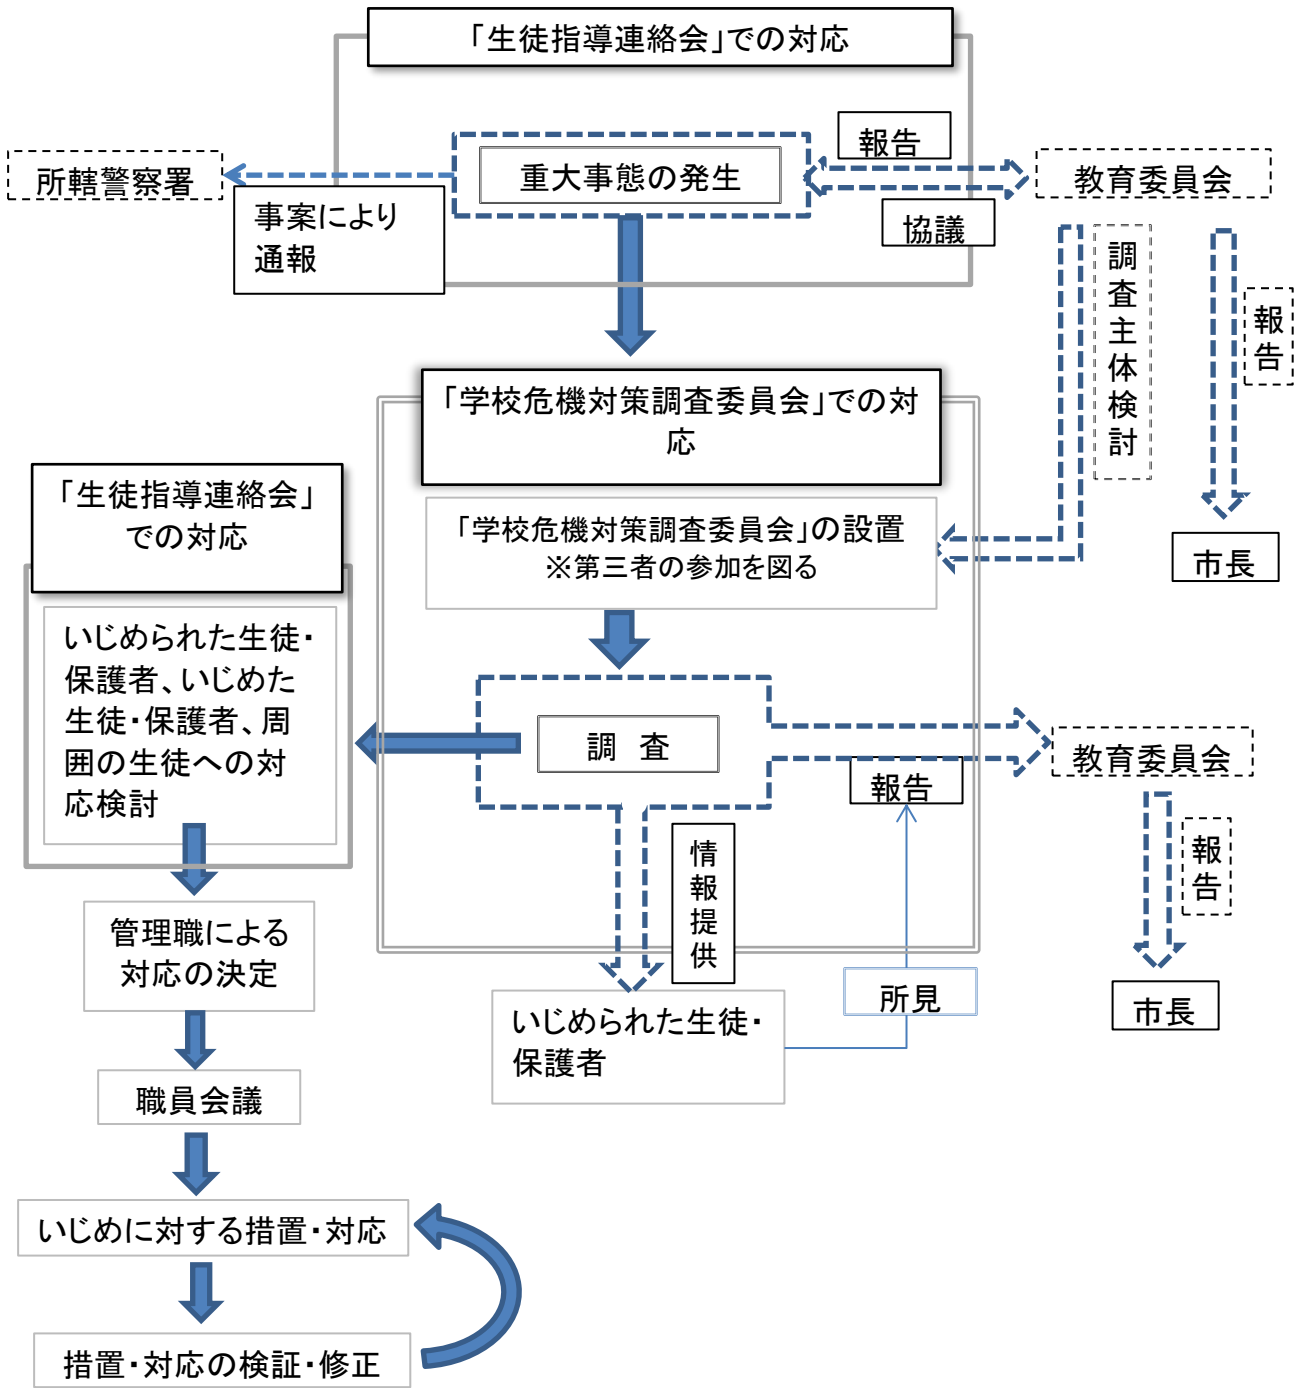 「生徒指導連絡会」での対応
報告
重大事態の発生
所轄警察署
教育委員会
事案により
通報
協議
調査主体検討
報告
「学校危機対策調査委員会」での対
応
「生徒指導連絡会」
での対応
「学校危機対策調査委員会」の設置
※第三者の参加を図る
市長
いじめられた生徒・
保護者、いじめた
生徒・保護者、周
囲の生徒への対
応検討
調 査
教育委員会
報告
情報提供
報告
管理職による
対応の決定
所見
市長
いじめられた生徒・
保護者
職員会議
いじめに対する措置・対応
措置・対応の検証・修正